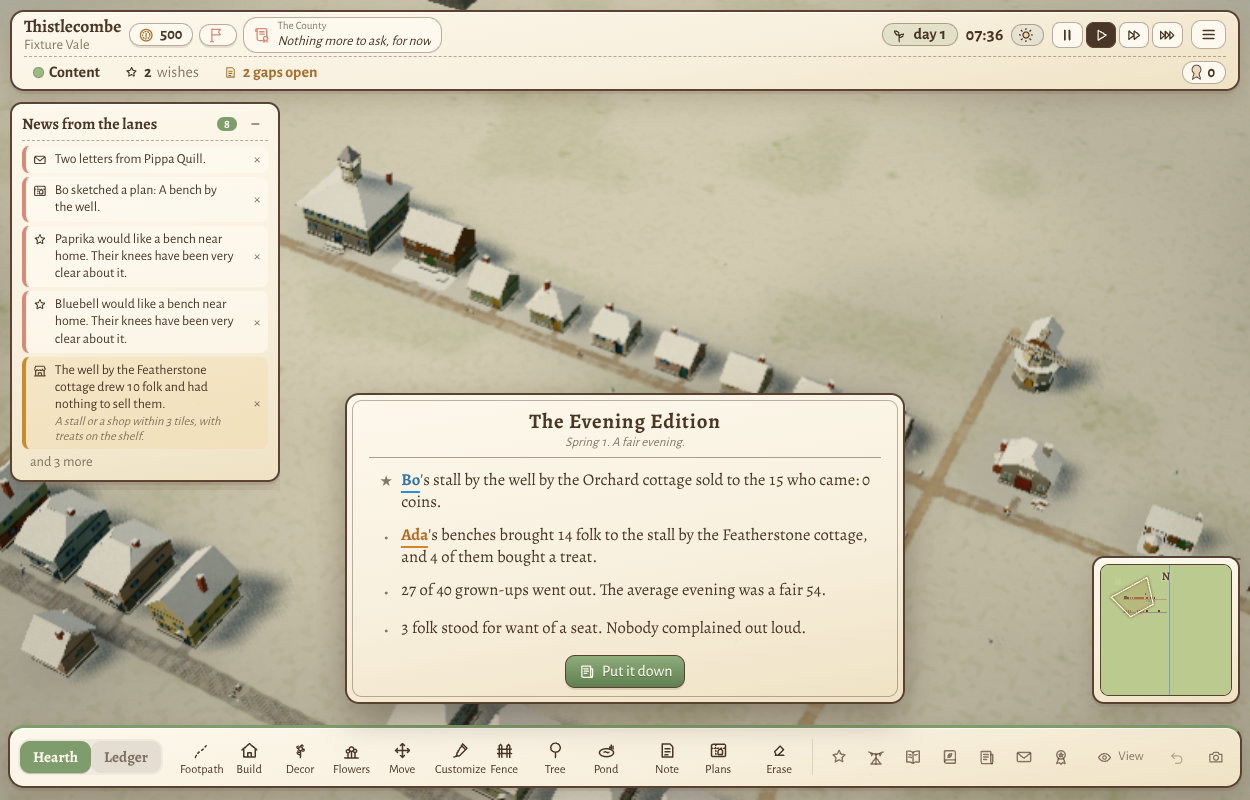 Thistlecombe
Fixture Vale
500
The County
Nothing more to ask, for now
day 1
07:36
Content
2 wishes
2 gaps open
0
News from the lanes
8
Two letters from Pippa Quill.
Bo sketched a plan: A bench by
the well.
Paprika would like a bench near
home. Their knees have been very
clear about it.
Bluebell would like a bench near
home. Their knees have been very
clear about it.
The well by the Featherstone
cottage drew 10 folk and had
nothing to sell them.
A stall or a shop within 3 tiles, with
treats on the shelf.
and 3 more
The Evening Edition
Spring 1. A fair evening.
Bo's stall by the well by the Orchard cottage sold to the 15 who came: 0
coins.
Ada's benches brought 14 folk to the stall by the Featherstone cottage,
and 4 of them bought a treat.
27 of 40 grown-ups went out. The average evening was a fair 54.
3 folk stood for want of a seat. Nobody complained out loud.
Put it down
N
Hearth
Ledger
Footpath
Build
Decor
Flowers
Move
Customize
Fence
Tree
Pond
Note
Plans
Erase
View